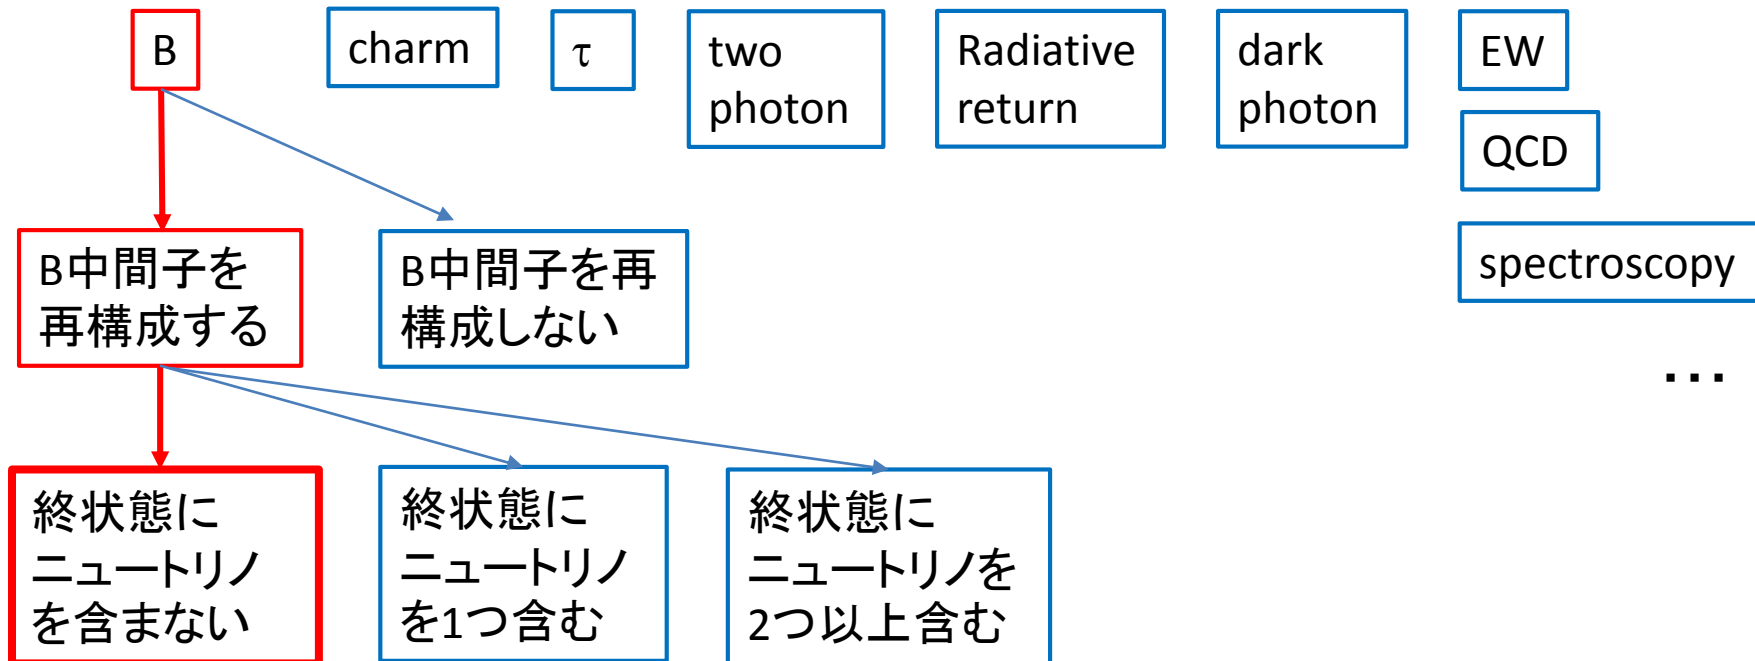 B
charm
τ
two
photon
Radiative
return
dark
photon
EW
QCD
spectroscopy
...
B中間子を
再構成する
B中間子を再
構成しない
終状態に
ニュートリノ
を含まない
終状態に
ニュートリノ
を1つ含む
終状態に
ニュートリノを
2つ以上含む